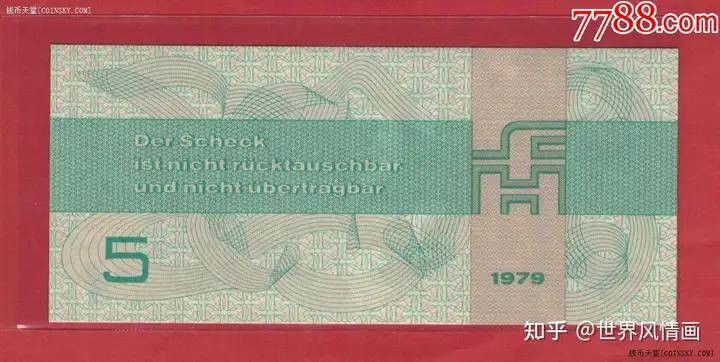 钱币天堂[COINSKY.COM]
7788.com
Der Scheck
ist nicht rücktauschbar
und nicht übertragbar
5
1979
知乎 @世界风情画
钱币天堂[COINSKY.COM]